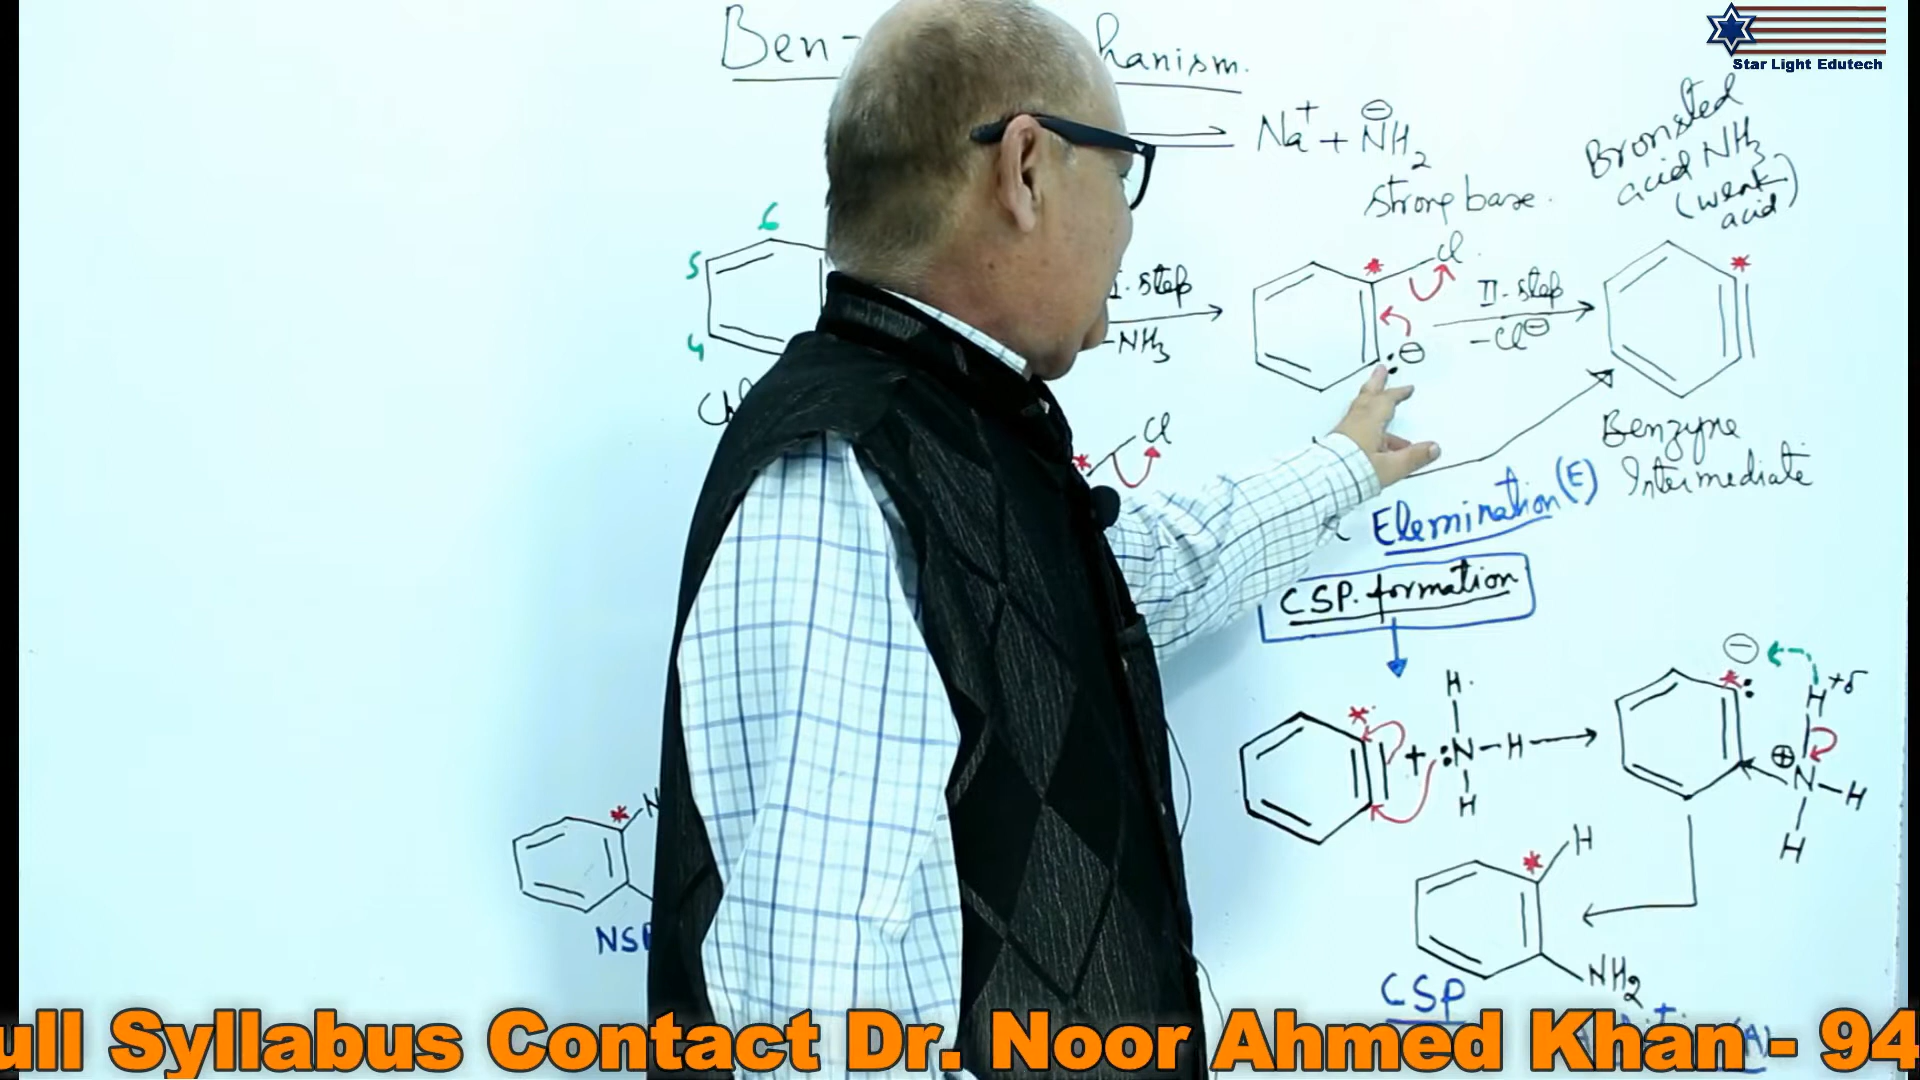 Star Light Edutech
Ben-
hanism.
Na+ + ⊖NH2
strong base.
Bronsted
acid NH3
(weak
acid)
6
5
4
I. step
-NH3
Cl
⊖
II. step
-Cl⊖
Benzyne
Intermediate
Cl
Elemination (E)
CSP. formation
H
+ :N-H
H
⊖
H +δ
⊕
N-H
H
NSP
H
NH2
CSP
ull Syllabus Contact Dr. Noor Ahmed Khan - 94